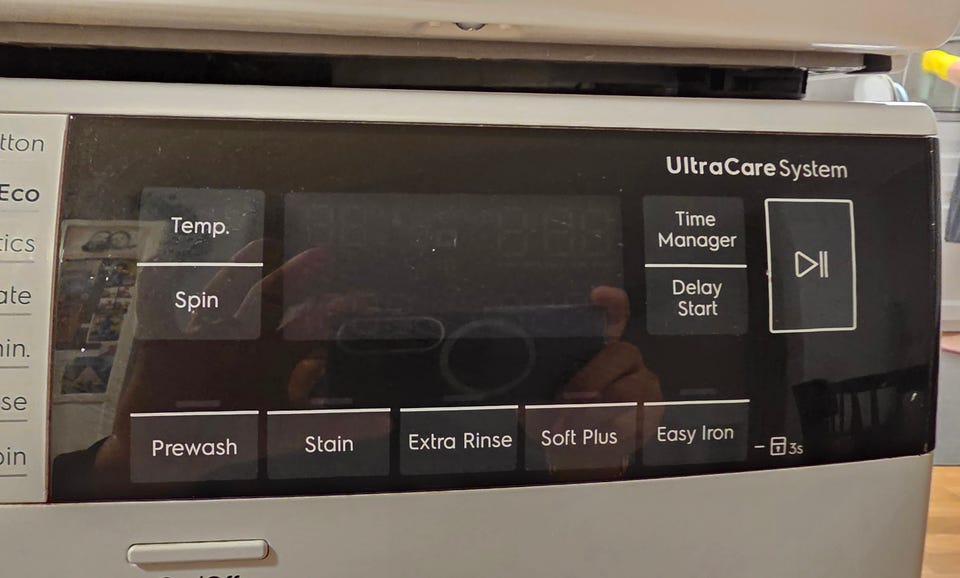 tton
Eco
tics
ate
in.
se
pin
UltraCare System
Temp.
Spin
Time
Manager
Delay
Start
Prewash
Stain
Extra Rinse
Soft Plus
Easy Iron
3s